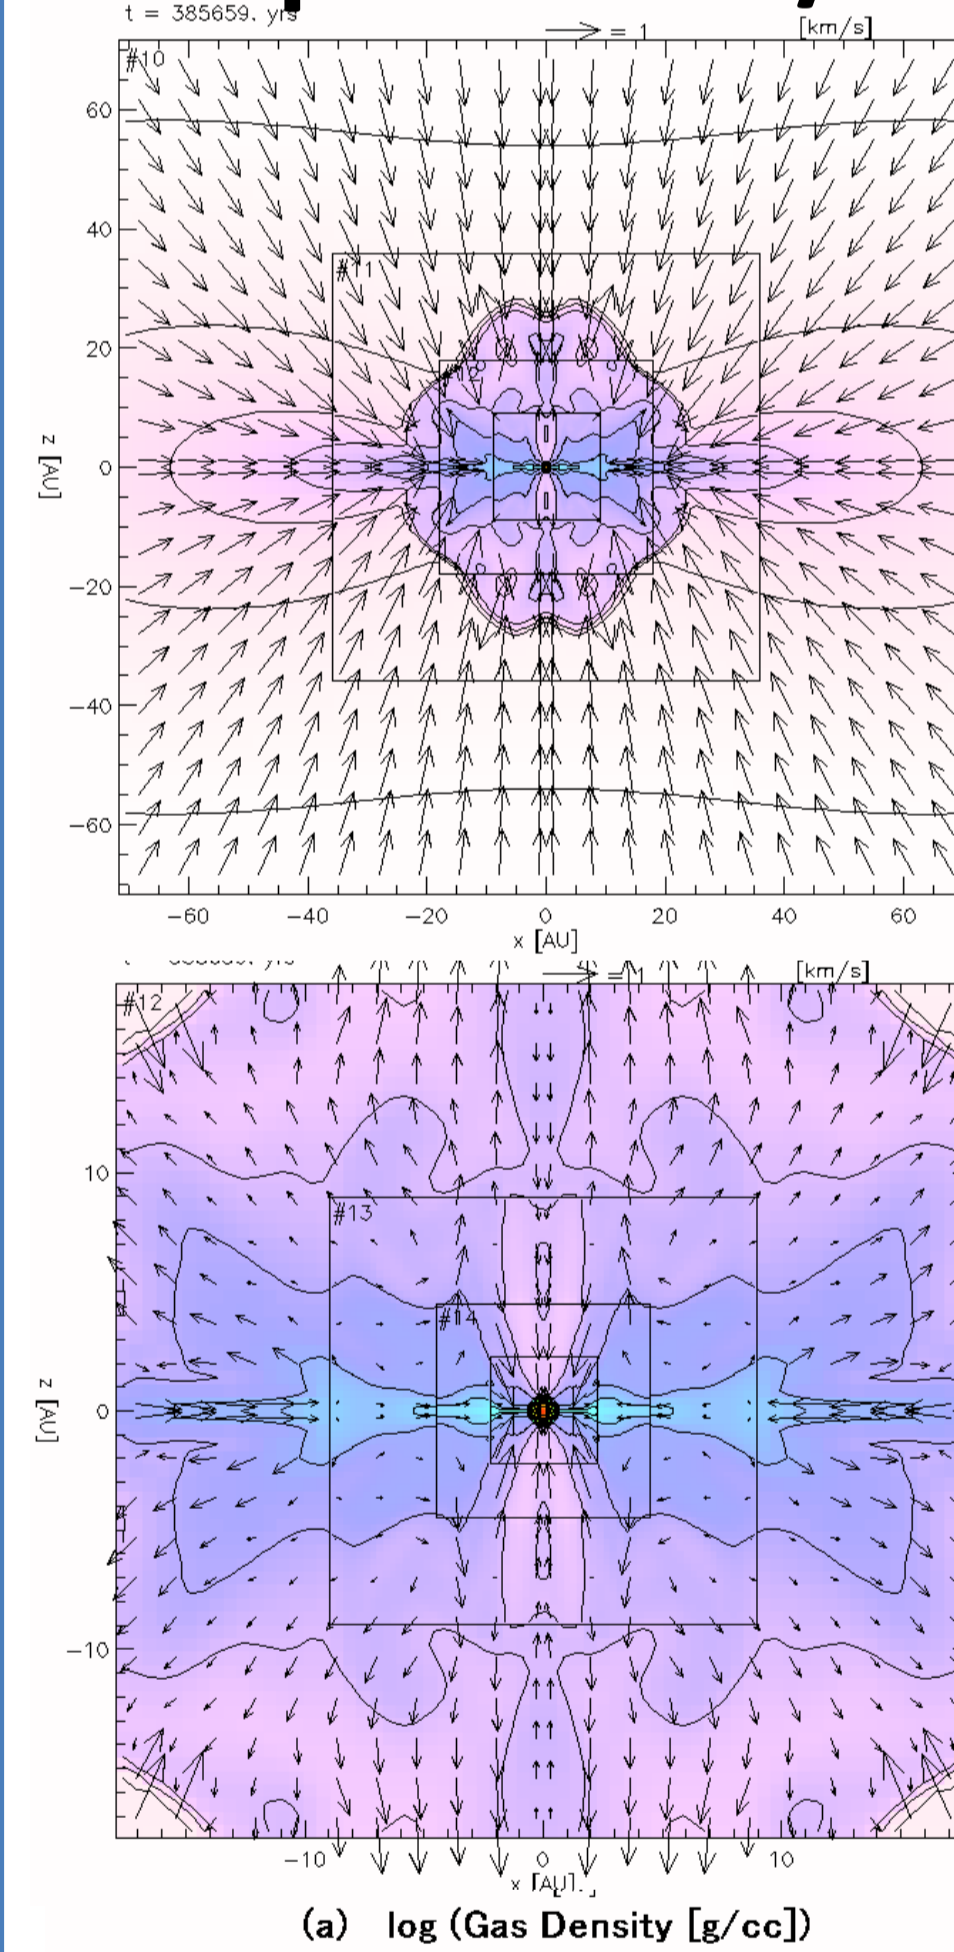 t = 385659. yrs
= 1 [km/s]
#10
60
40
#11
20
z [AU]
0
−20
−40
−60
−60 −40 −20 0 20 40 60
x [AU]
= 1 [km/s]
#12
10
#13
#14
z [AU]
0
−10
−10 0 10
x [AU]
(a) log (Gas Density [g/cc])